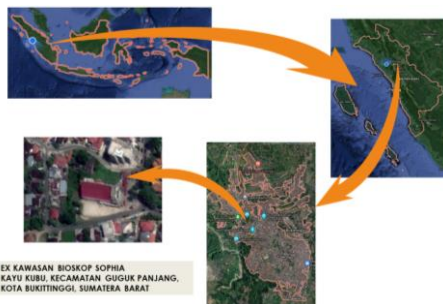 EX KAWASAN BIOSKOP SOPHIA
KAYU KUBU, KECAMATAN GUGUK PANJANG,
KOTA BUKITTINGGI, SUMATERA BARAT